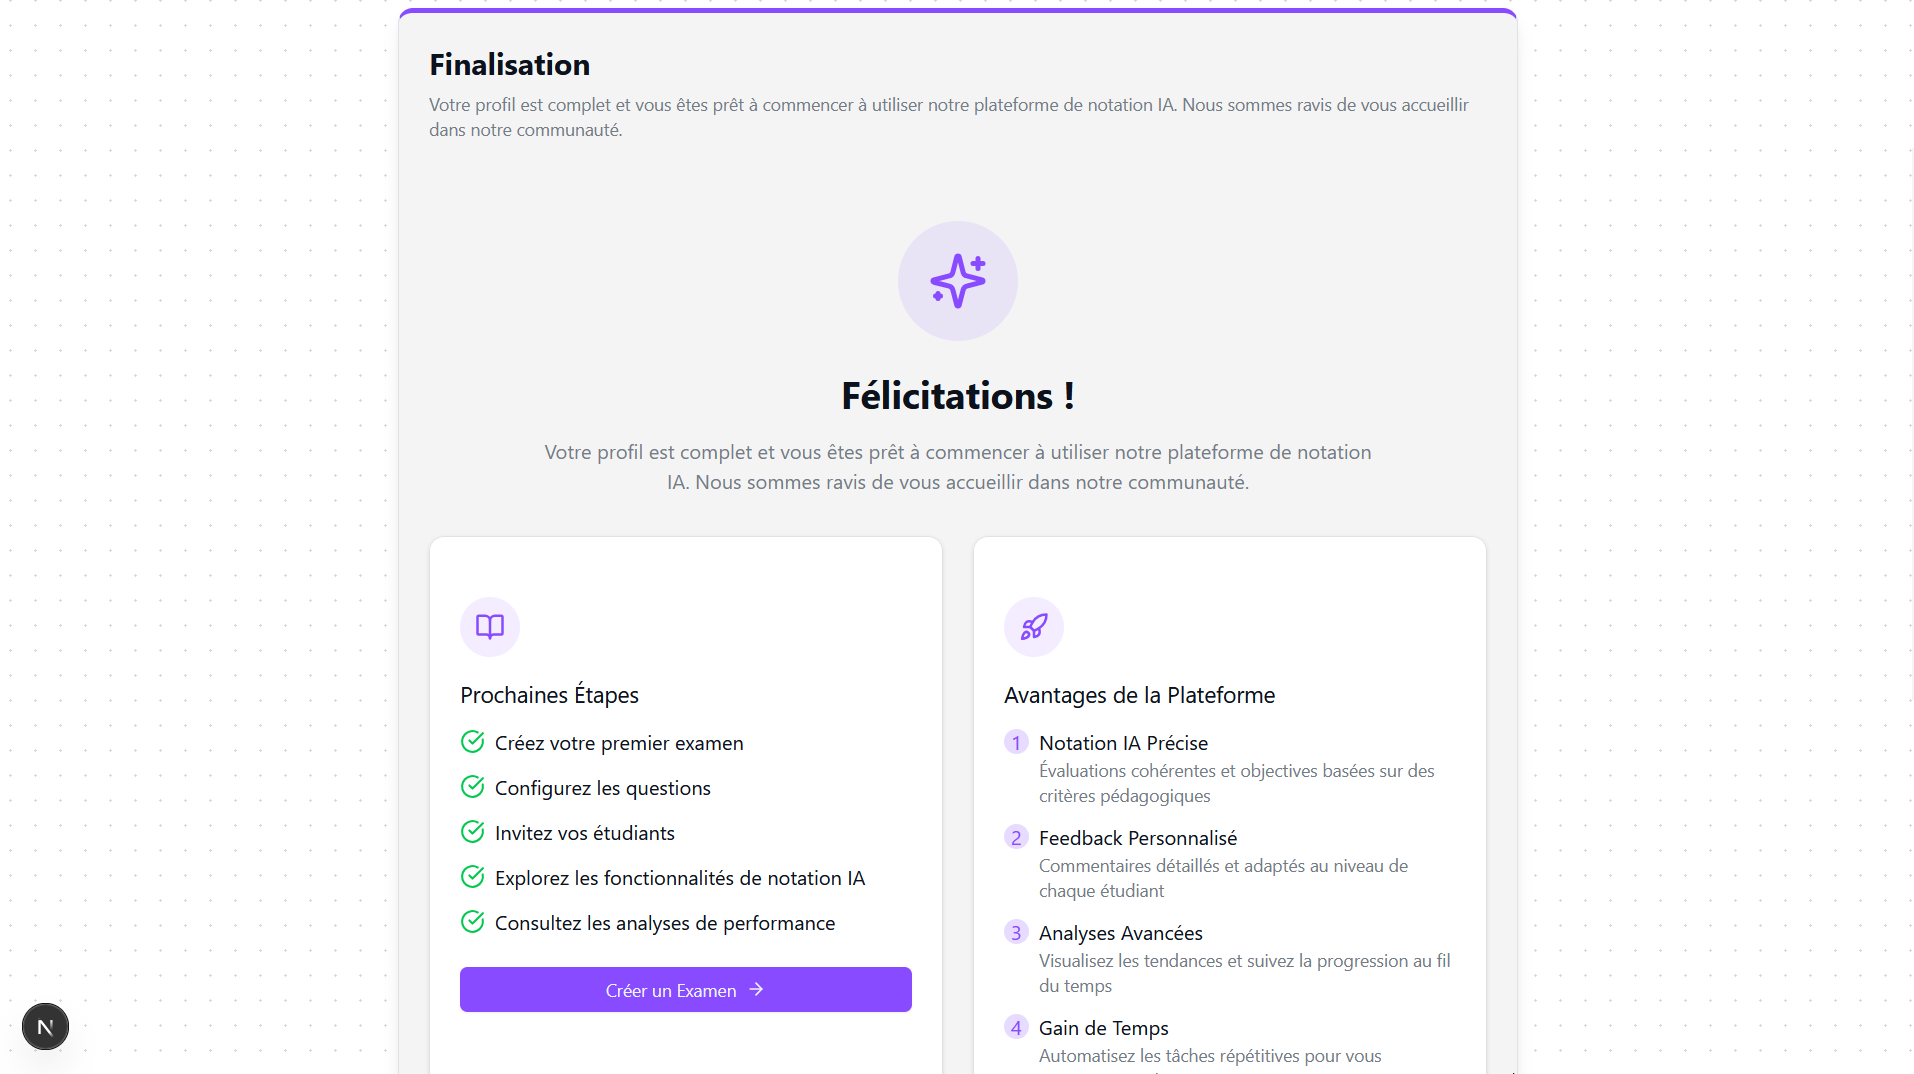 Finalisation
Votre profil est complet et vous êtes prêt à commencer à utiliser notre plateforme de notation IA. Nous sommes ravis de vous accueillir
dans notre communauté.
Félicitations !
Votre profil est complet et vous êtes prêt à commencer à utiliser notre plateforme de notation
IA. Nous sommes ravis de vous accueillir dans notre communauté.
Prochaines Étapes
Créez votre premier examen
Configurez les questions
Invitez vos étudiants
Explorez les fonctionnalités de notation IA
Consultez les analyses de performance
Créer un Examen
Avantages de la Plateforme
1 Notation IA Précise
Évaluations cohérentes et objectives basées sur des
critères pédagogiques
2 Feedback Personnalisé
Commentaires détaillés et adaptés au niveau de
chaque étudiant
3 Analyses Avancées
Visualisez les tendances et suivez la progression au fil
du temps
4 Gain de Temps
Automatisez les tâches répétitives pour vous
N